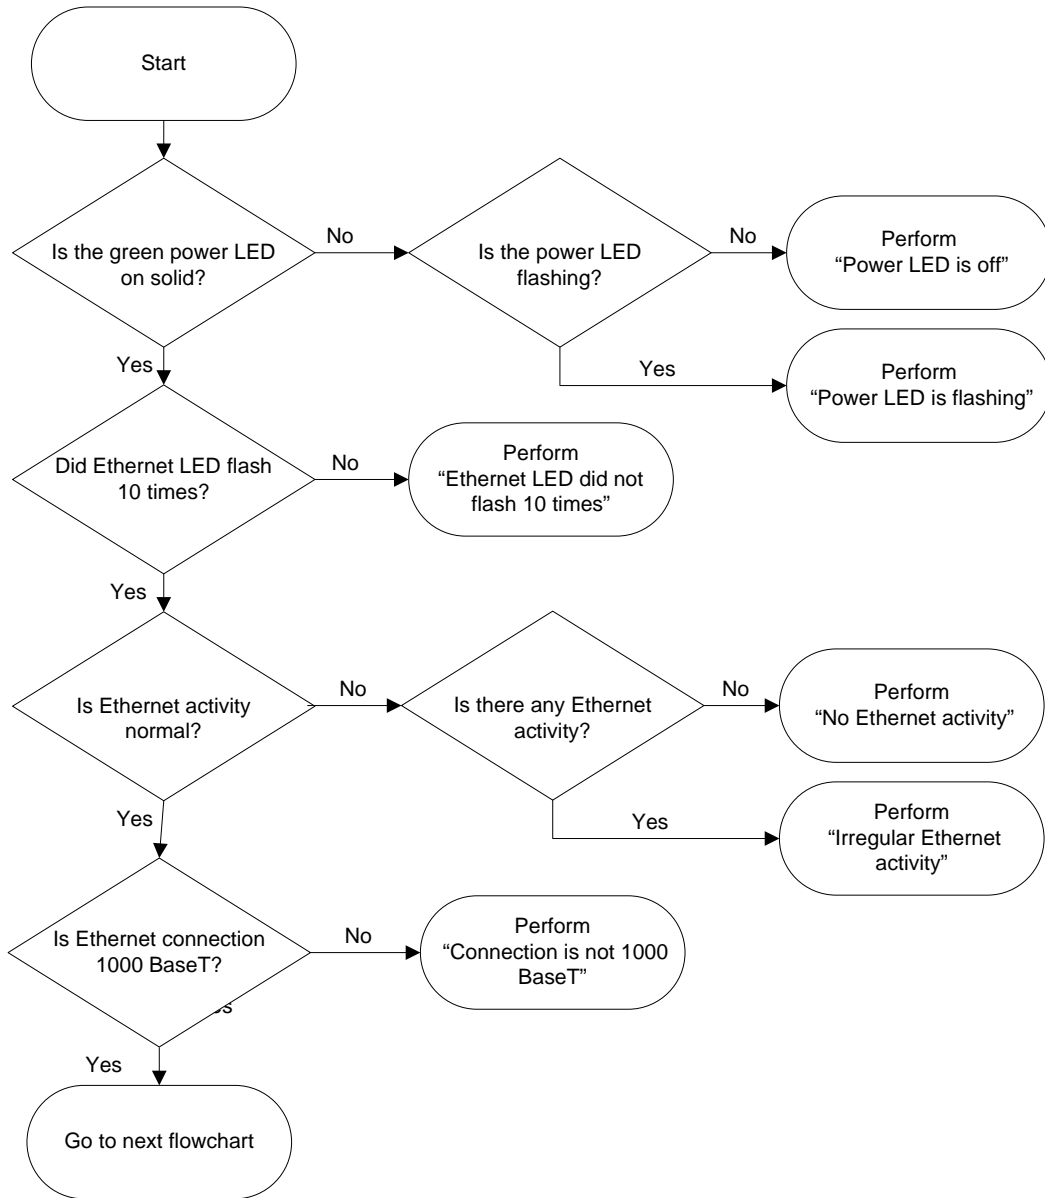 Start
Is the green power LED
on solid?
No
Is the power LED
flashing?
No
Perform
“Power LED is off”
Yes
Yes
Perform
“Power LED is flashing”
Did Ethernet LED flash
10 times?
No
Perform
“Ethernet LED did not
flash 10 times”
Yes
Is Ethernet activity
normal?
No
Is there any Ethernet
activity?
No
Perform
“No Ethernet activity”
Yes
Yes
Perform
“Irregular Ethernet
activity”
Is Ethernet connection
1000 BaseT?
No
Perform
“Connection is not 1000
BaseT”
Yes
Go to next flowchart